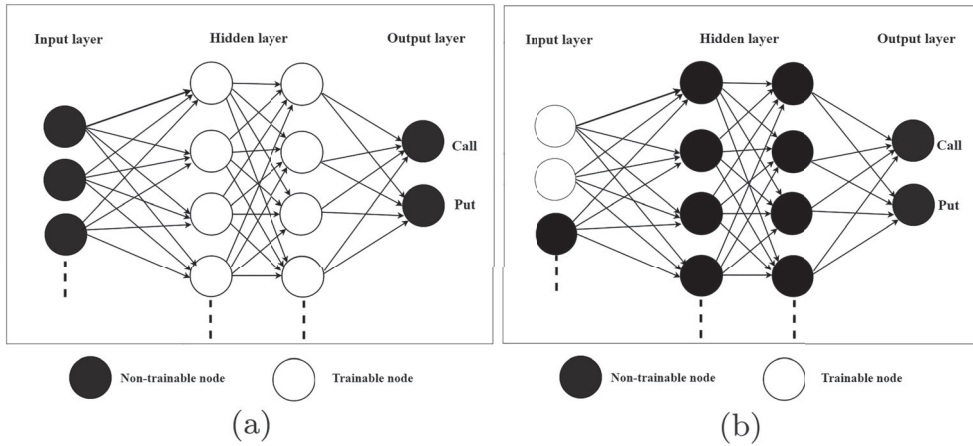 Input layer
Hidden layer
Output layer
Call
Put
Non-trainable node
Trainable node
(a)
Input layer
Hidden layer
Output layer
Call
Put
Non-trainable node
Trainable node
(b)